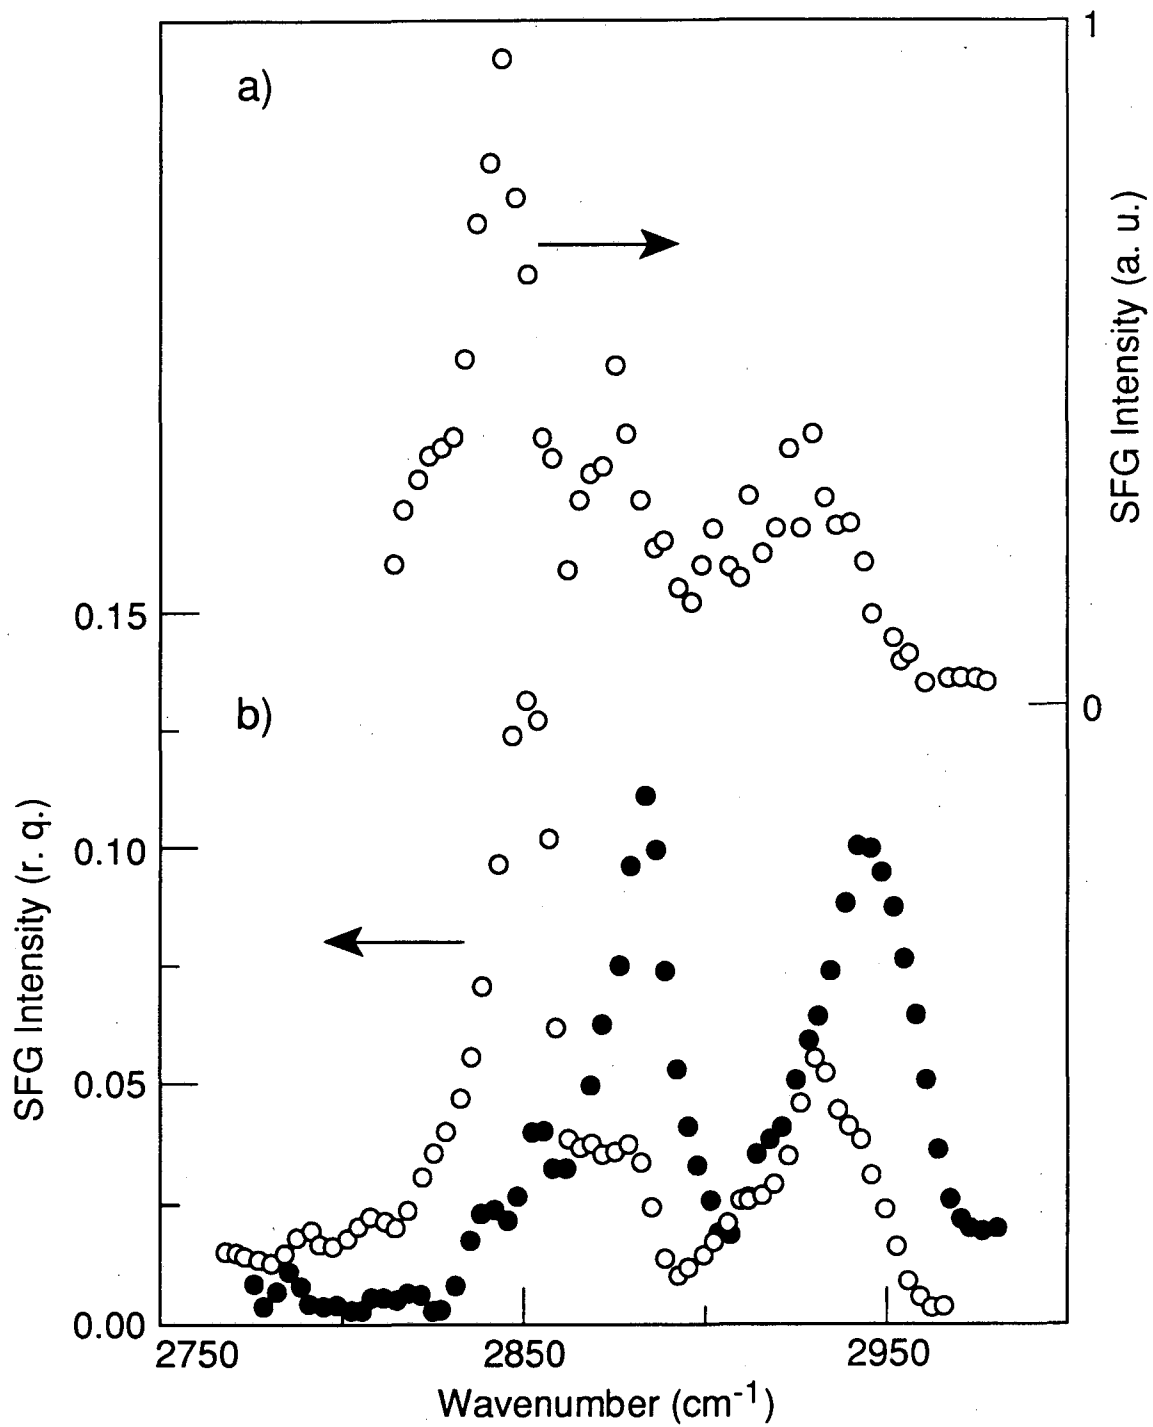 1
a)
SFG Intensity (a. u.)
0.15
b)
0
SFG Intensity (r. q.)
0.10
0.05
0.00
2750 2850 2950
Wavenumber (cm⁻¹)